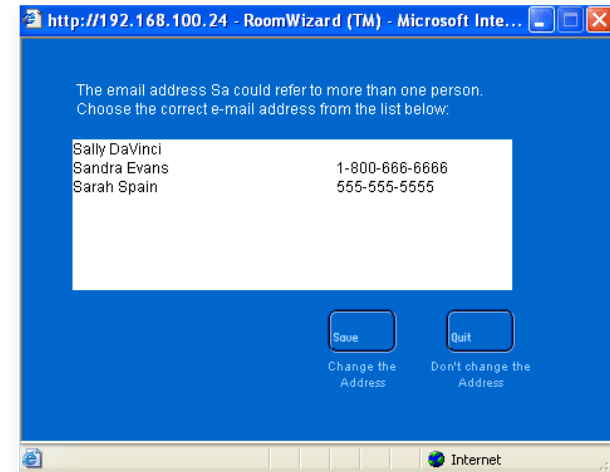 http://192.168.100.24 - RoomWizard (TM) - Microsoft Inte...
The email address Sa could refer to more than one person.
Choose the correct e-mail address from the list below:
Sally DaVinci
Sandra Evans 1-800-666-6666
Sarah Spain 555-555-5555
Save Quit
Change the Don't change the
Address Address
Internet